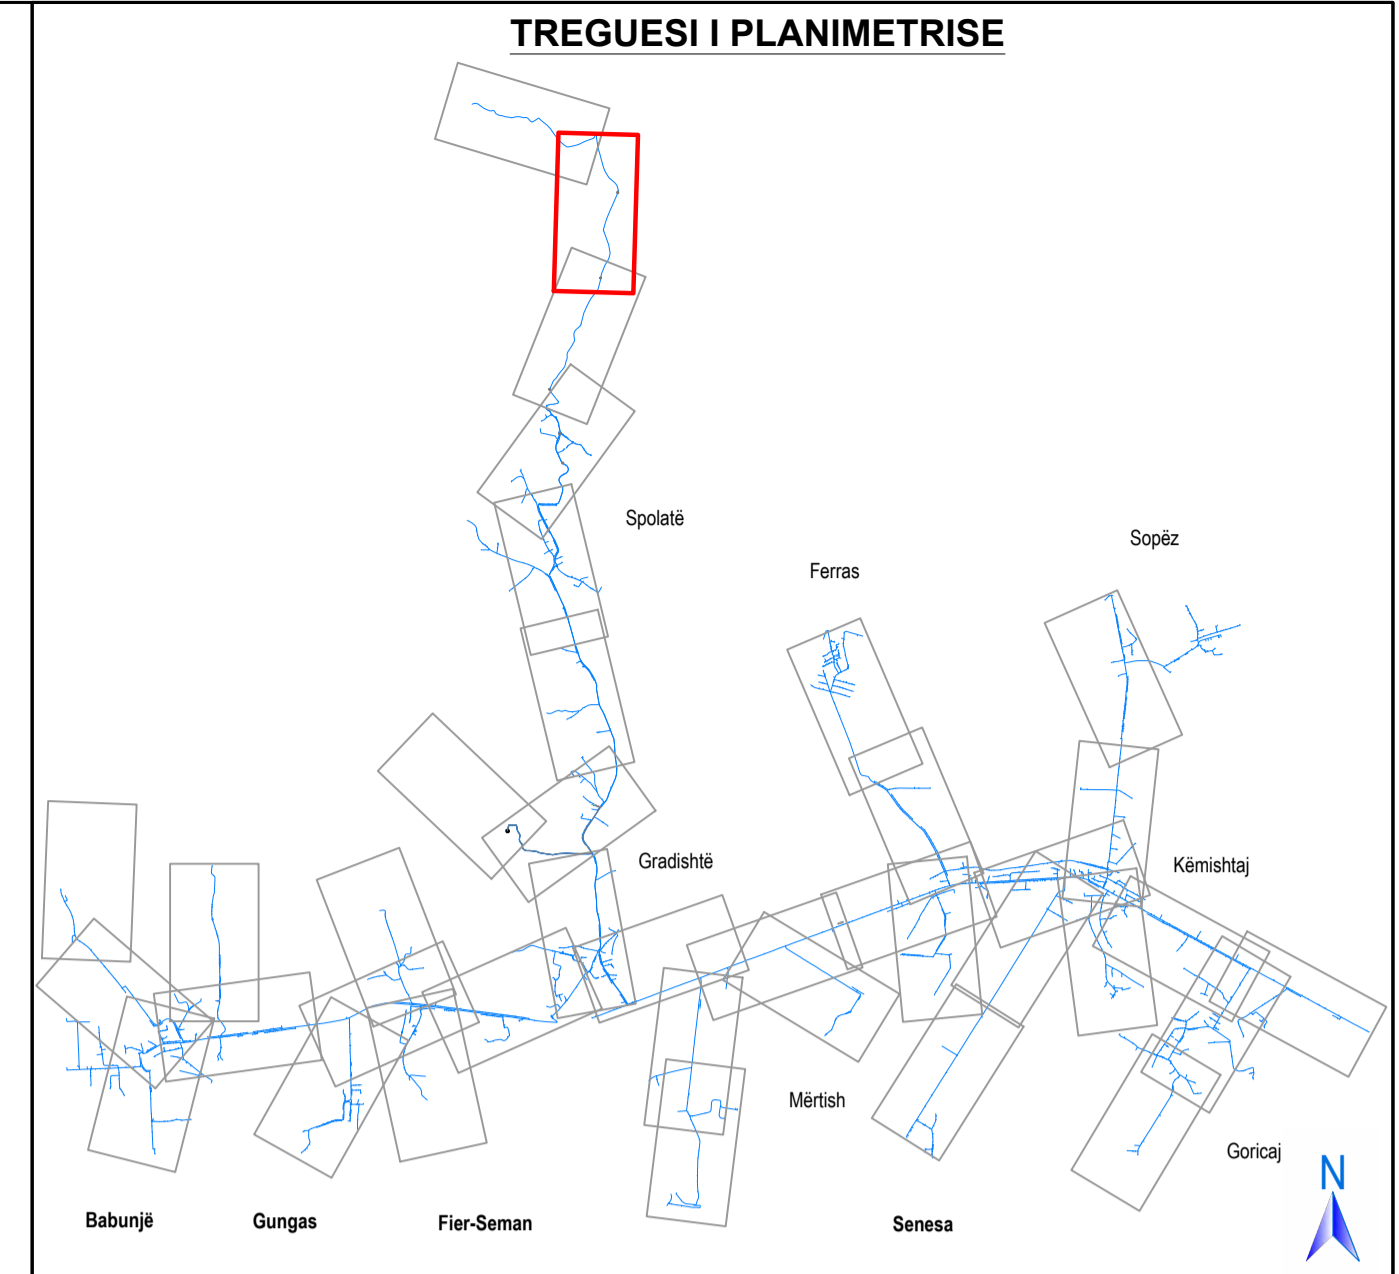 TREGUESI I PLANIMETRISE
Spolatë
Sopëz
Ferras
Gradishtë
Këmishtaj
Mërtish
Goricaj
N
Babunjë
Gungas
Fier-Seman
Senesa